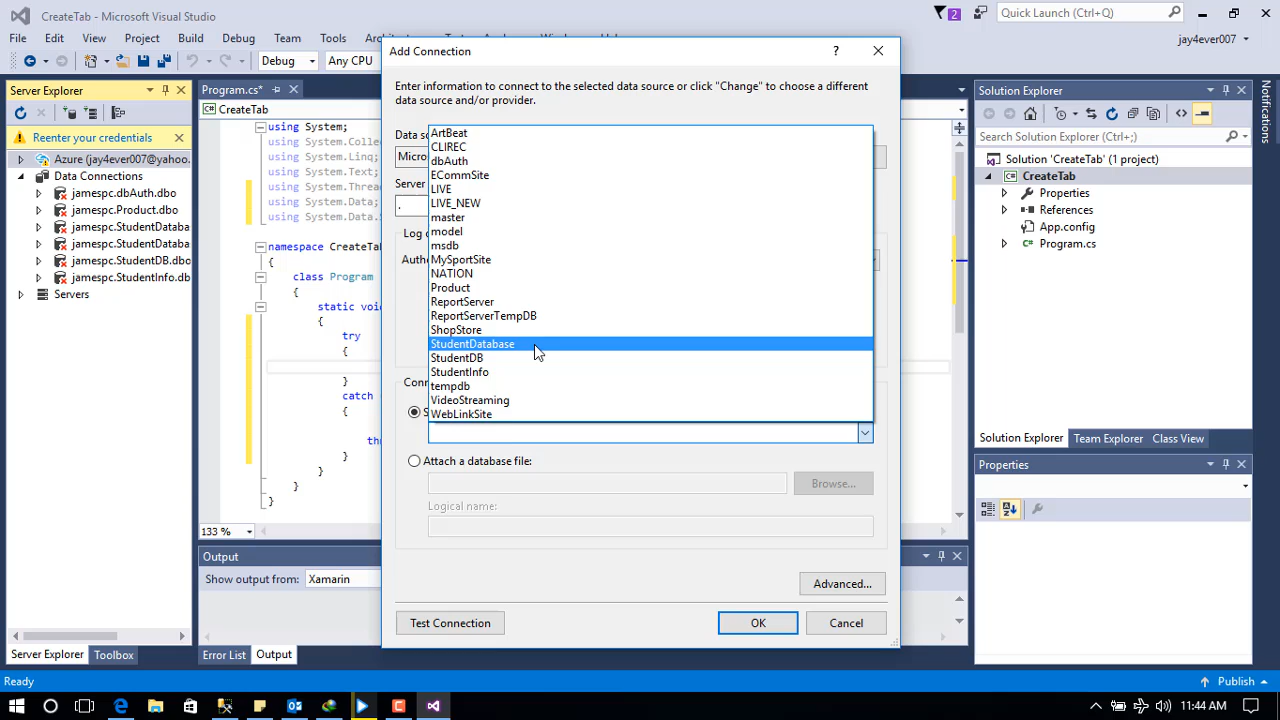 CreateTab - Microsoft Visual Studio
2
Quick Launch (Ctrl+Q)
File Edit View Project Build Debug Team Tools
jay4ever007
Debug Any CPU
Server Explorer
Reenter your credentials
Azure (jay4ever007@yahoo.
Data Connections
jamespc.dbAuth.dbo
jamespc.Product.dbo
jamespc.StudentDataba
jamespc.StudentDataba
jamespc.StudentDB.dbo
jamespc.StudentInfo.db
Servers
Server Explorer Toolbox
Program.cs*
CreateTab
using System;
using System.Collec
using System.Linq;
using System.Text;
using System.Threa
using System.Data;
using System.Data.
namespace CreateTab
{
class Program
{
static void
{
try
{
}
catch
{
th
}
}
}
}
133 %
Output
Show output from: Xamarin
Error List Output
Add Connection
?
Enter information to connect to the selected data source or click "Change" to choose a different
data source and/or provider.
Data so
Micro
Server
.
Log o
Authe
Conn
S
ArtBeat
CLIREC
dbAuth
ECommSite
LIVE
LIVE_NEW
master
model
msdb
MySportSite
NATION
Product
ReportServer
ReportServerTempDB
ShopStore
StudentDatabase
StudentDB
StudentInfo
tempdb
VideoStreaming
WebLinkSite
Attach a database file:
Browse...
Logical name:
Advanced...
Test Connection OK Cancel
Solution Explorer
Search Solution Explorer (Ctrl+;)
Solution 'CreateTab' (1 project)
CreateTab
Properties
References
App.config
Program.cs
Solution Explorer Team Explorer Class View
Properties
Notifications
Ready
Publish
11:44 AM